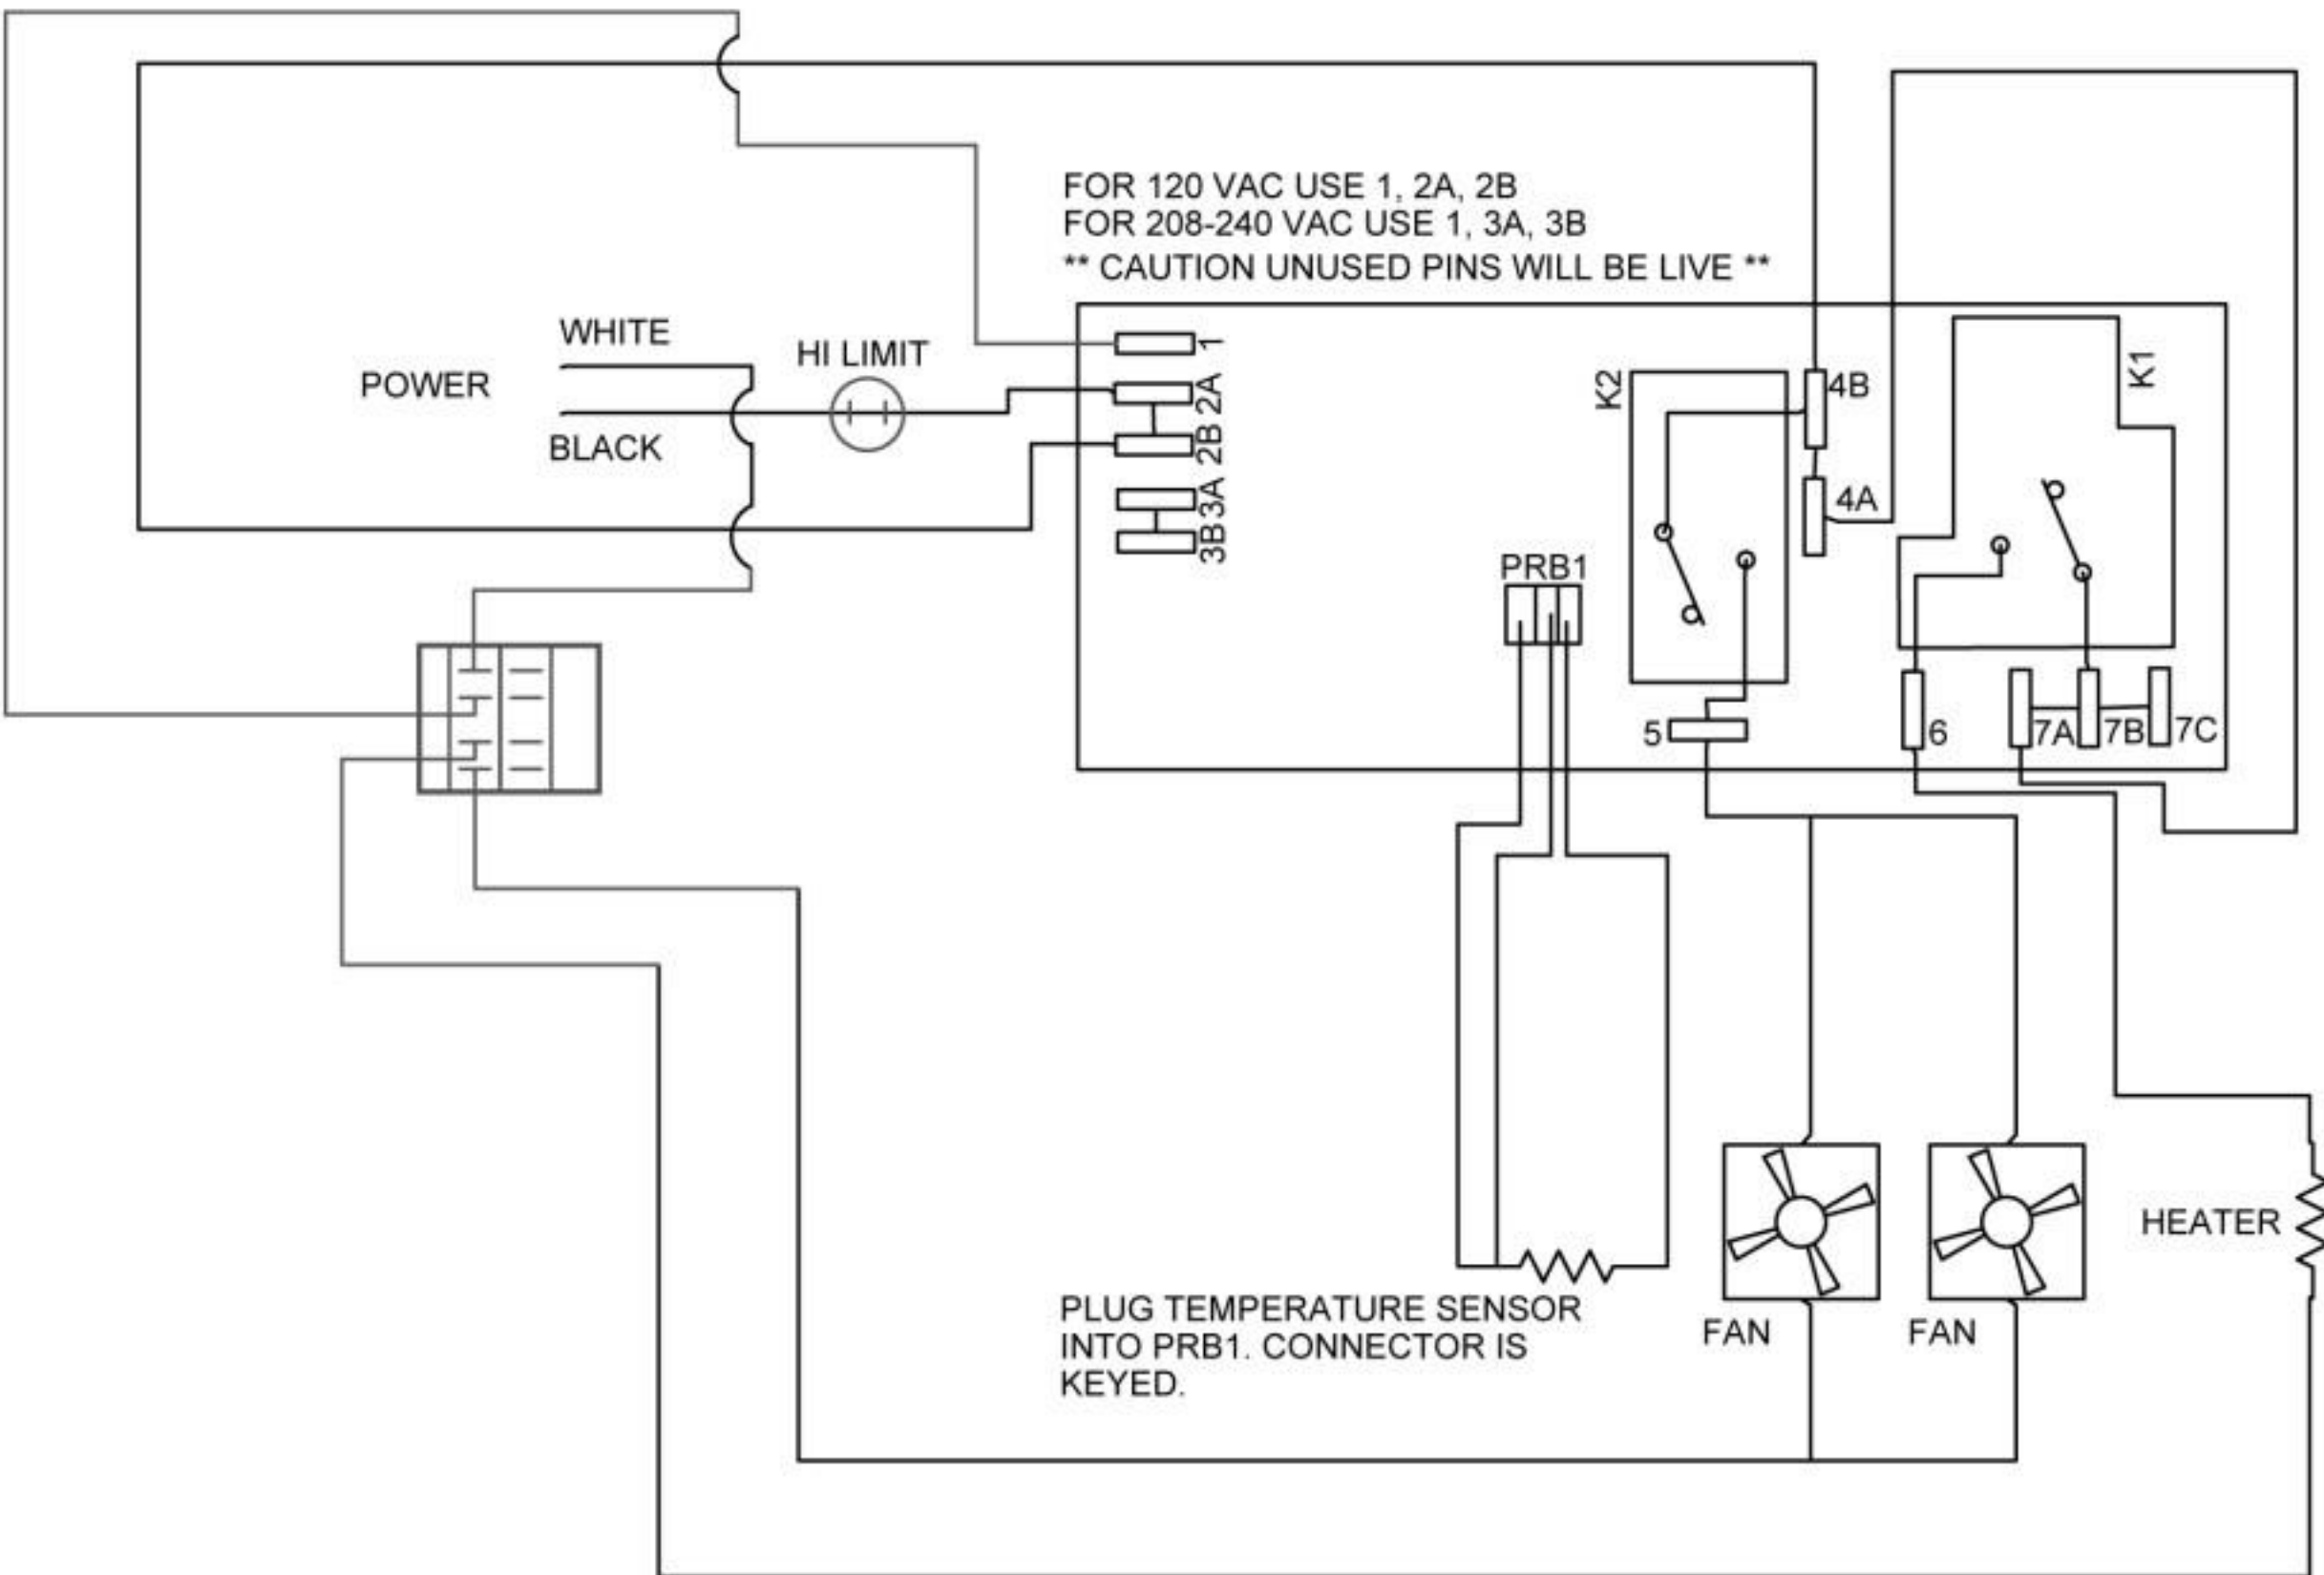 FOR 120 VAC USE 1, 2A, 2B
FOR 208-240 VAC USE 1, 3A, 3B
** CAUTION UNUSED PINS WILL BE LIVE **
WHITE
POWER
BLACK
HI LIMIT
1
2A
2B
3A
3B
K2
4B
4A
K1
PRB1
5
6
7A
7B
7C
HEATER
PLUG TEMPERATURE SENSOR
INTO PRB1. CONNECTOR IS
KEYED.
FAN
FAN